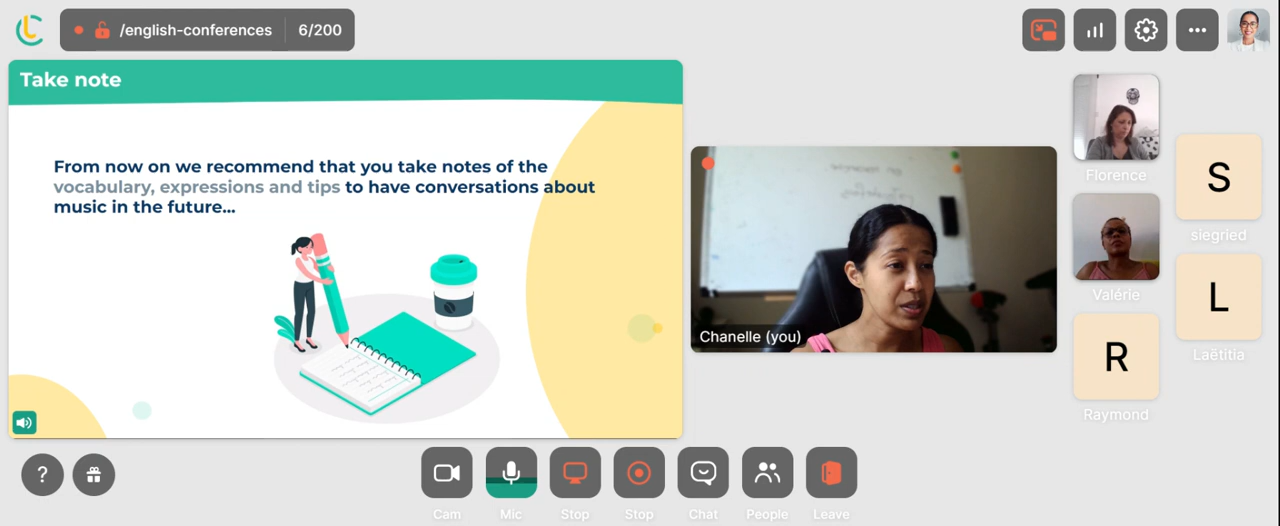 /english-conferences
6/200
Take note
From now on we recommend that you take notes of the
vocabulary, expressions and tips to have conversations about
music in the future...
Chanelle (you)
Florence
S
siegried
Valérie
L
Laëtitia
R
Raymond
?
Cam
Mic
Stop
Stop
Chat
People
Leave